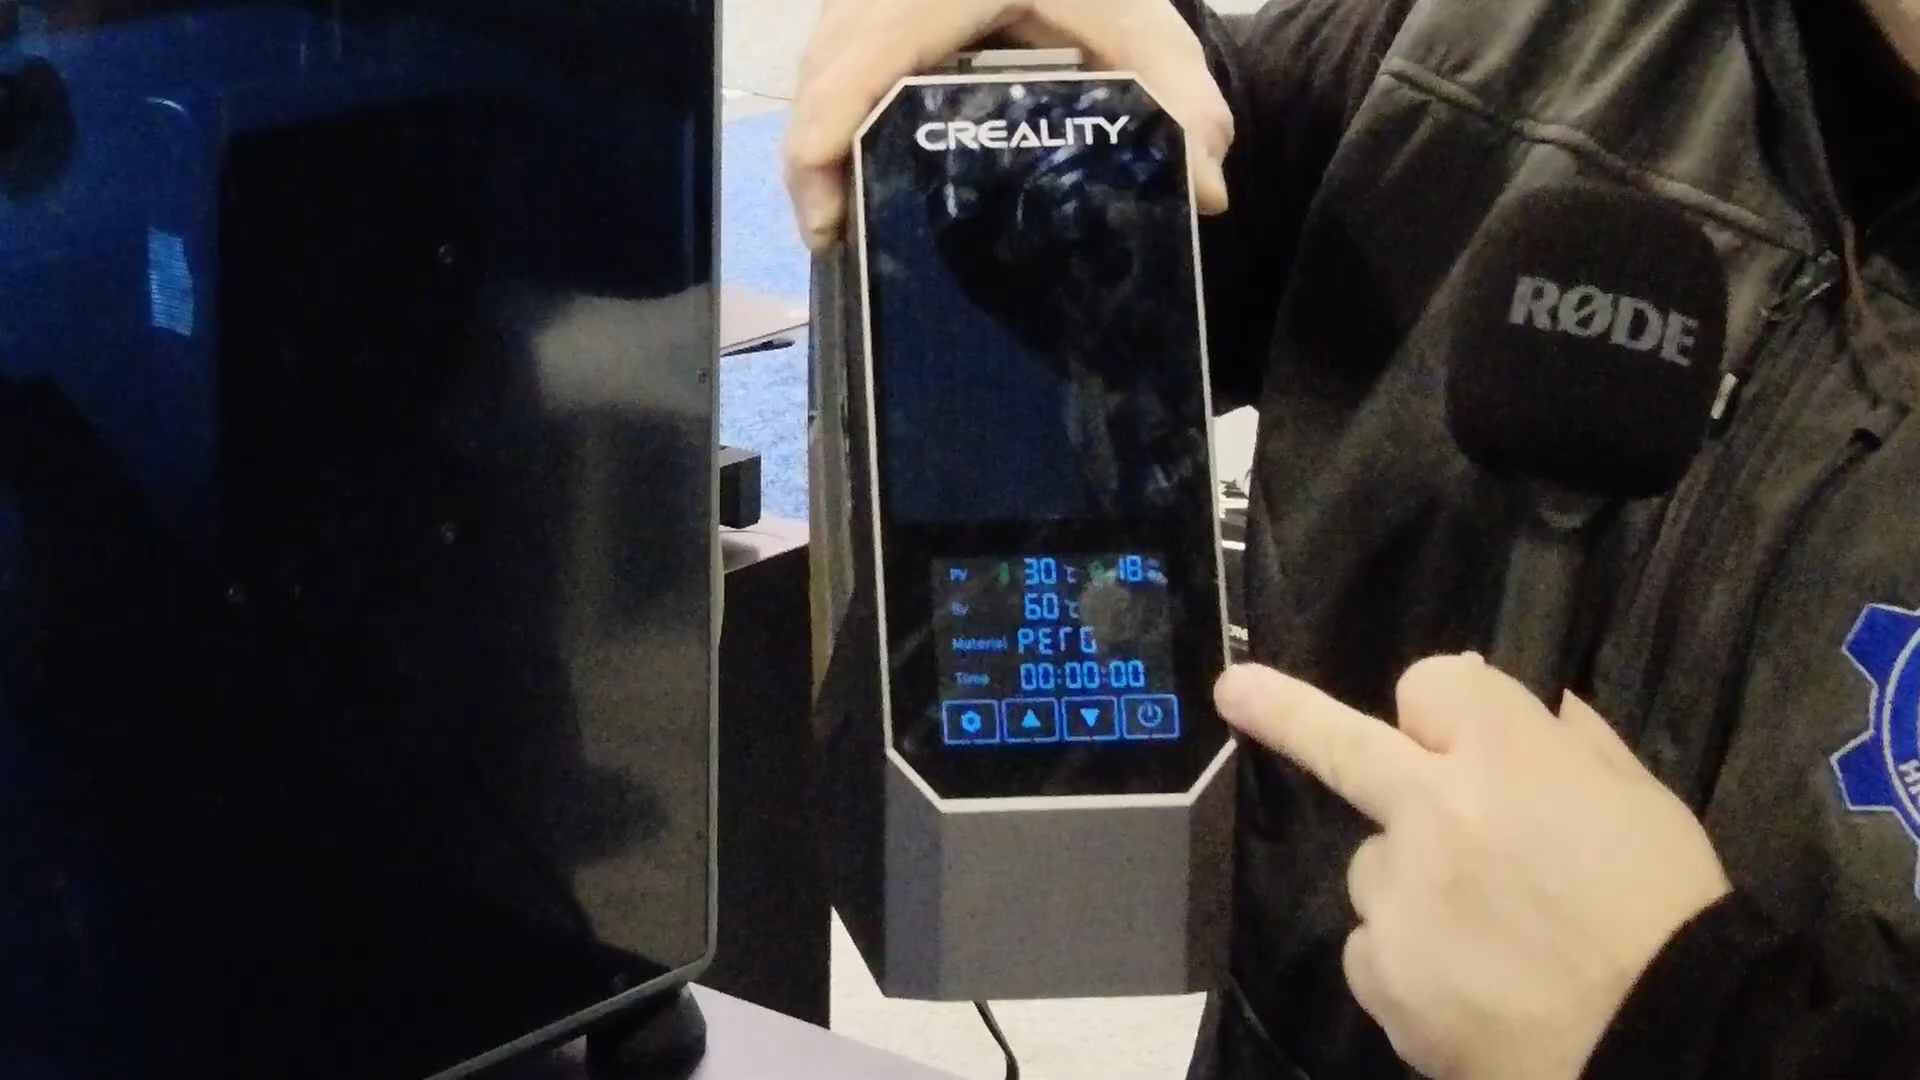 CREALITY
RØDE
PV 30 ℃ 18
SV 60 ℃
Material PETG
Time 00:00:00